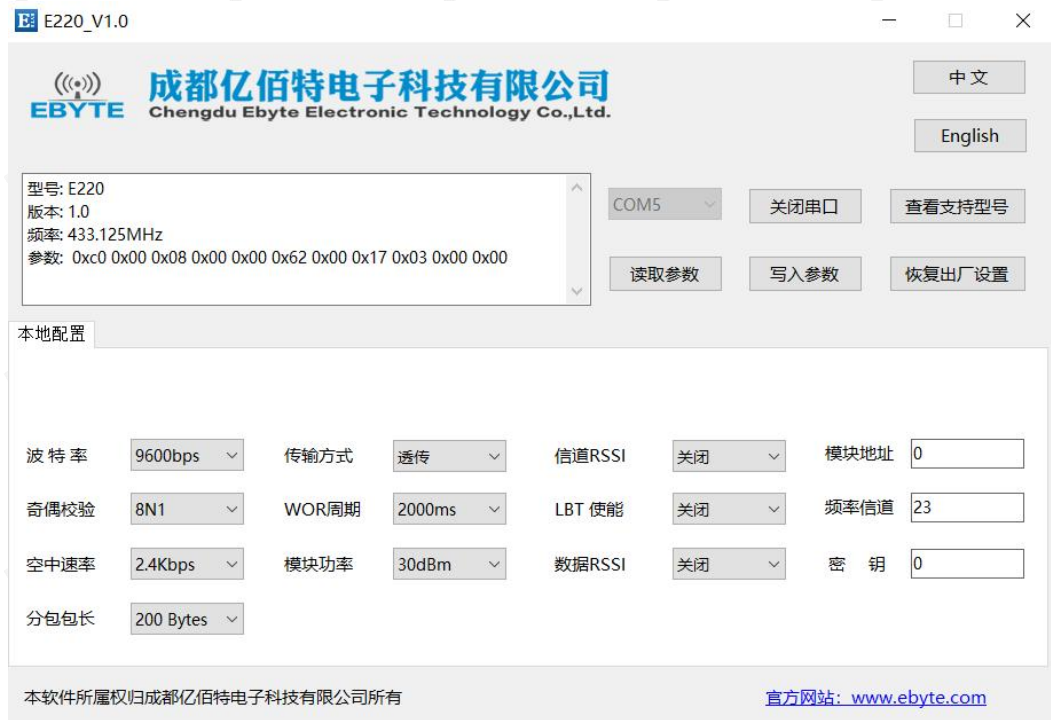 E220_V1.0
EBYTE
成都亿佰特电子科技有限公司
Chengdu Ebyte Electronic Technology Co.,Ltd.
中 文
English
型号: E220
版本: 1.0
频率: 433.125MHz
参数: 0xc0 0x00 0x08 0x00 0x00 0x62 0x00 0x17 0x03 0x00 0x00
COM5 关闭串口 查看支持型号
读取参数 写入参数 恢复出厂设置
本地配置
波 特 率 9600bps 传输方式 透传 信道RSSI 关闭 模块地址 0
奇偶校验 8N1 WOR周期 2000ms LBT 使能 关闭 频率信道 23
空中速率 2.4Kbps 模块功率 30dBm 数据RSSI 关闭 密 钥 0
分包包长 200 Bytes
本软件所属权归成都亿佰特电子科技有限公司所有 官方网站: www.ebyte.com